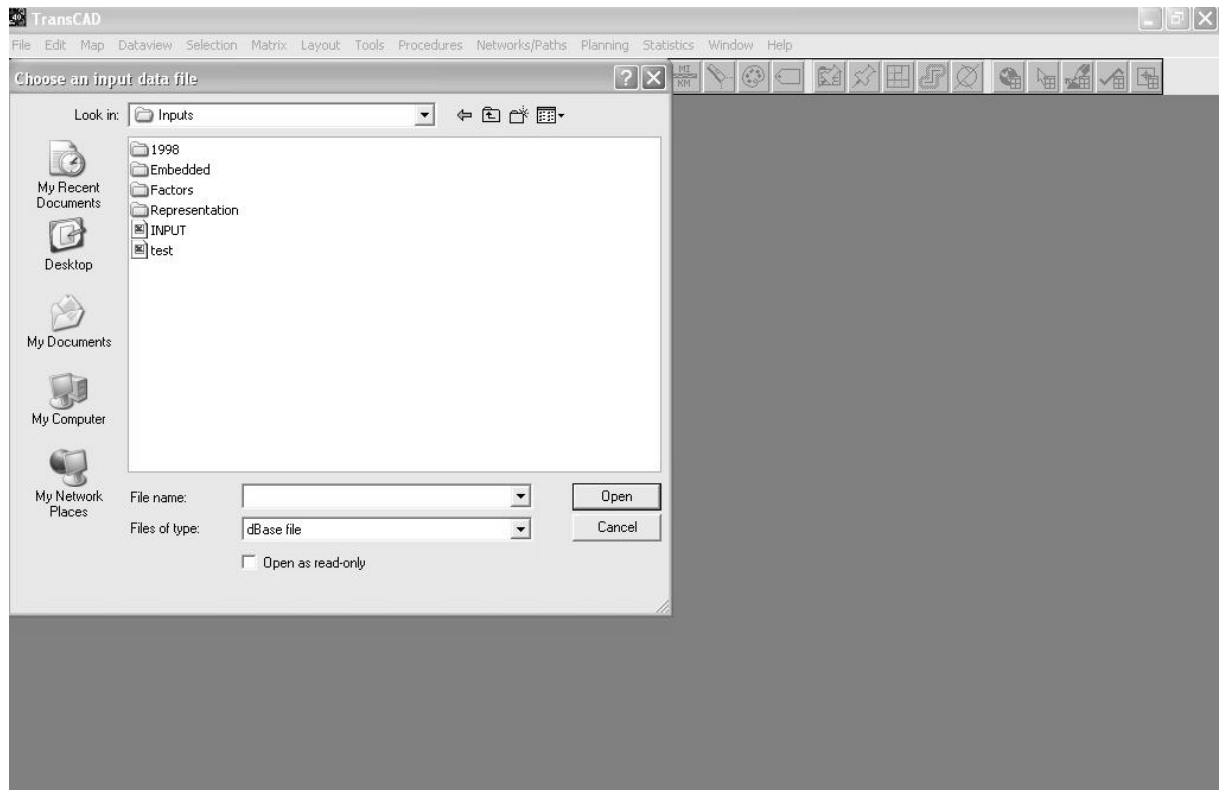 TransCAD
File Edit Map Dataview Selection Matrix Layout Tools Procedures Networks/Paths Planning Statistics Window Help
Choose an input data file
MI
KM
Look in: Inputs
1998
Embedded
Factors
Representation
INPUT
test
My Recent
Documents
Desktop
My Documents
My Computer
My Network
Places
File name:
Open
Files of type: dBase file
Cancel
Open as read-only